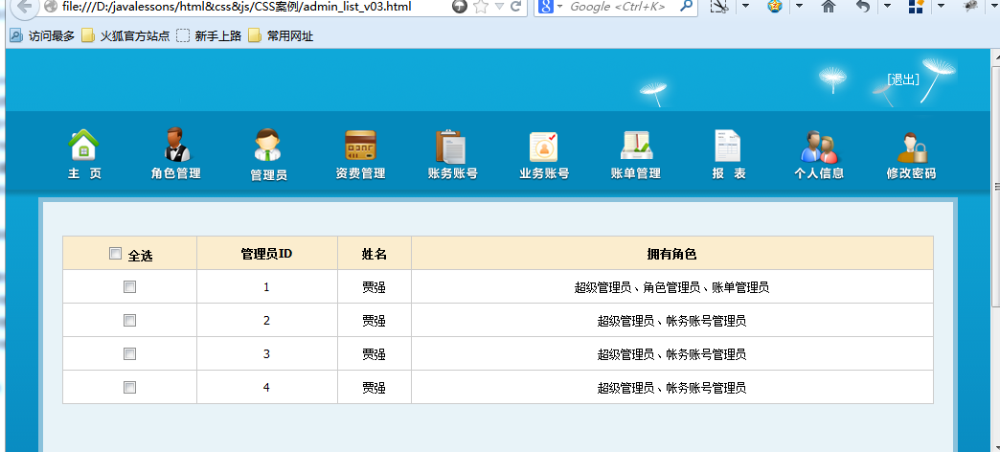 file:///D:/javalessons/html&css&js/CSS案例/admin_list_v03.html
Google <Ctrl+K>
访问最多 火狐官方站点 新手上路 常用网址
[退出]
主 页 角色管理 管理员 资费管理 账务账号 业务账号 账单管理 报 表 个人信息 修改密码
全选 管理员ID 姓名 拥有角色
1 贾强 超级管理员、角色管理员、账单管理员
2 贾强 超级管理员、帐务账号管理员
3 贾强 超级管理员、帐务账号管理员
4 贾强 超级管理员、帐务账号管理员